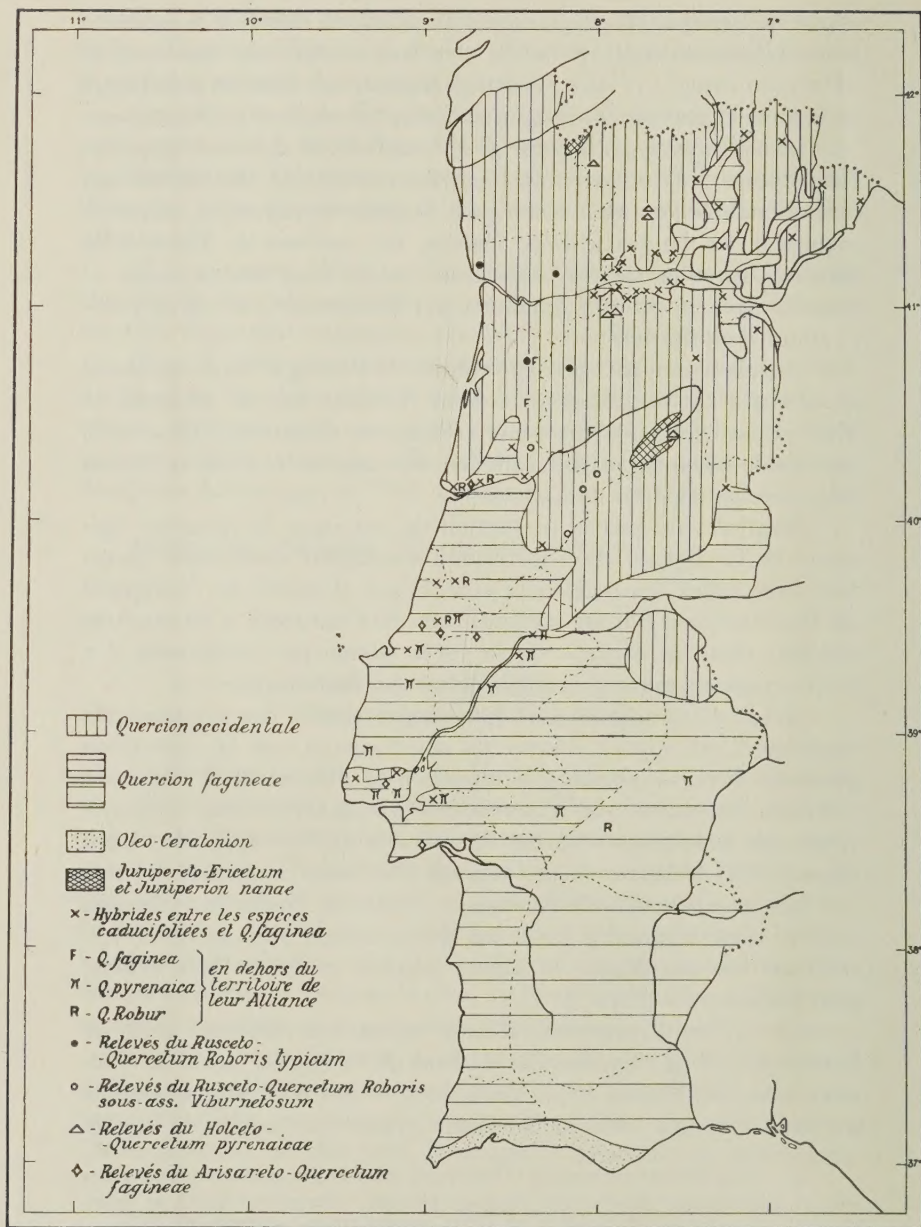 11° 10° 9° 8° 7°
42°
41°
40°
39°
38°
37°
F
F
F
R
R
R
R
π
π
π
π
π
π
π
π
π
π
π
R
Quercion occidentale
Quercion fagineae
Oleo-Ceratonion
Junipereto-Ericetum
et Juniperion nanae
× - Hybrides entre les espèces
caducifoliées et Q. faginea
F - Q. faginea
π - Q. pyrenaica
R - Q. Robur
en dehors du
territoire de
leur Alliance
• - Relevés du Rusceto-
-Quercetum Roboris typicum
o - Relevés du Rusceto-Quercetum Roboris
sous-ass. Viburnetosum
△ - Relevés du Holceto-
-Quercetum pyrenaicae
◇ - Relevés du Arisareto-Quercetum
fagineae